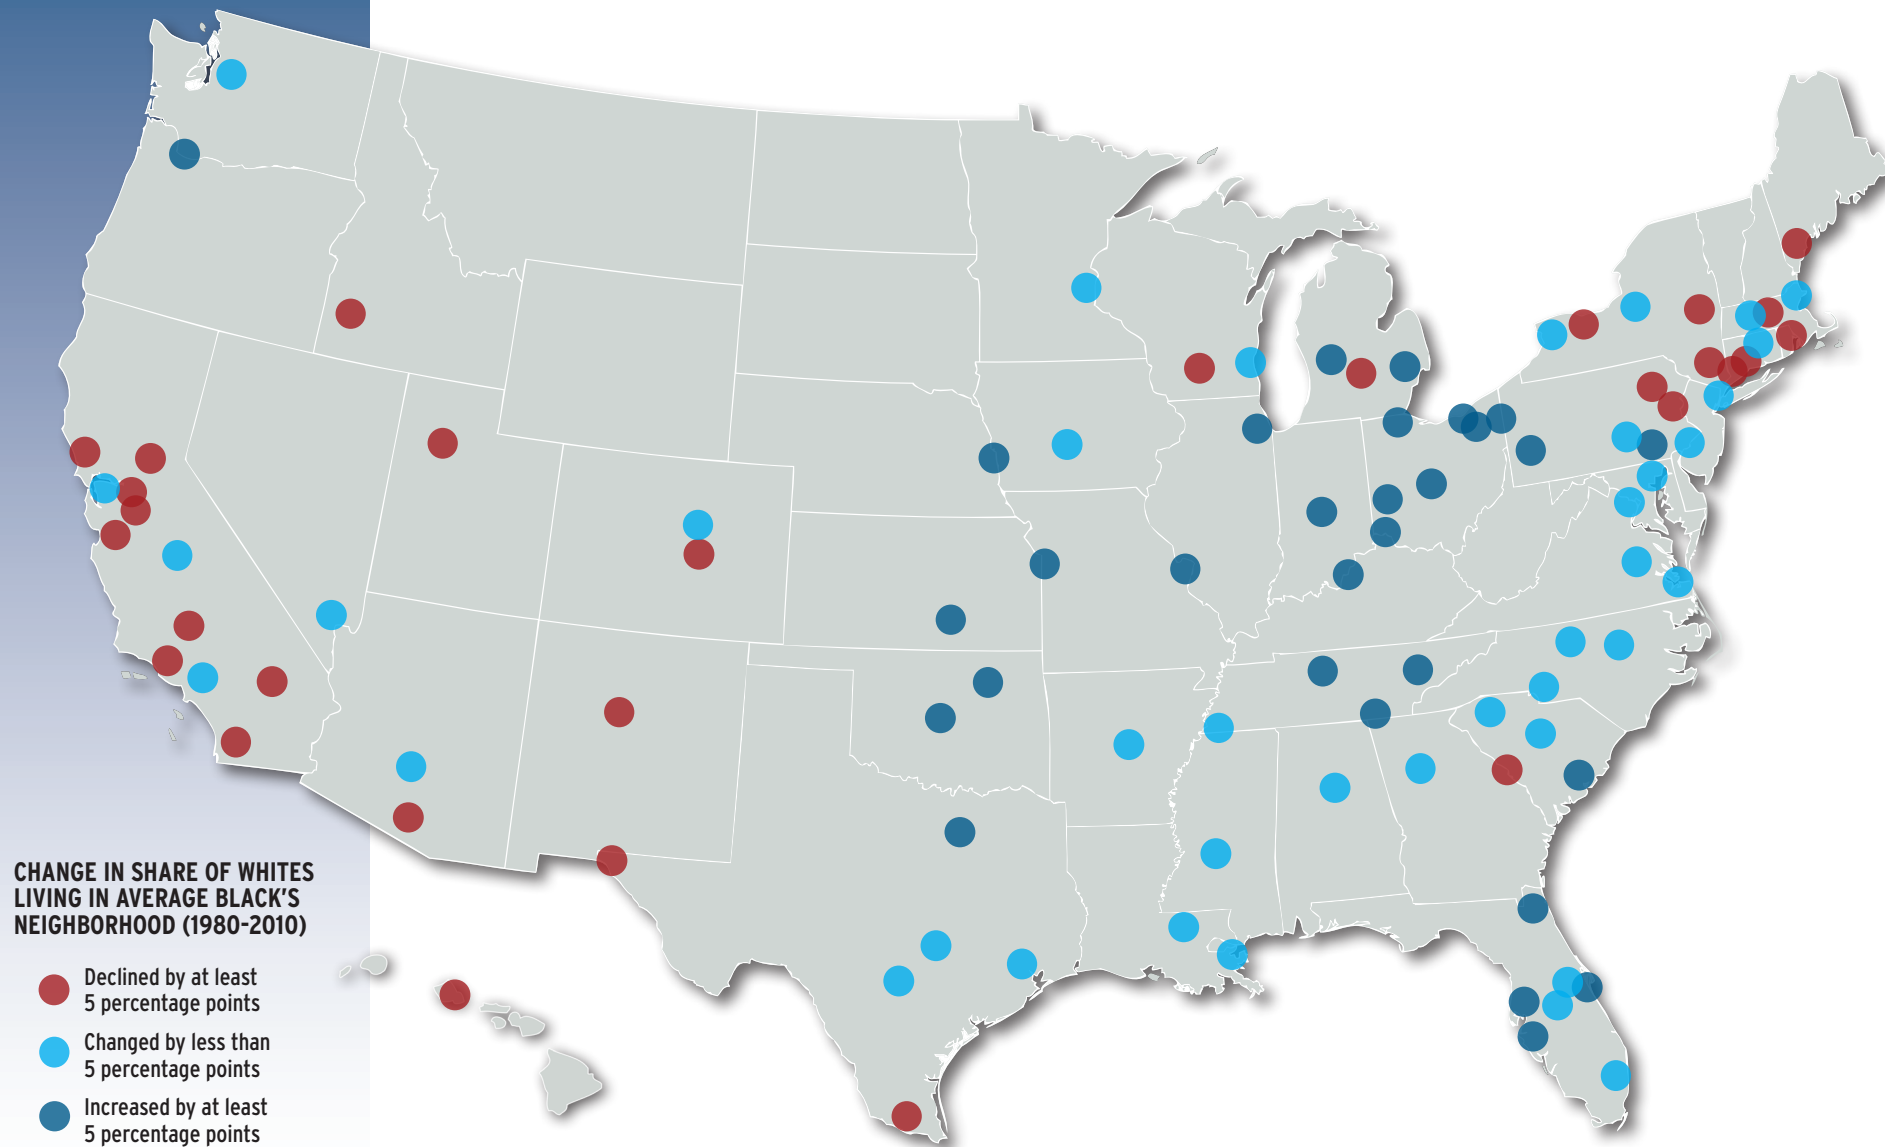 CHANGE IN SHARE OF WHITES
LIVING IN AVERAGE BLACK'S
NEIGHBORHOOD (1980-2010)
Declined by at least
5 percentage points
Changed by less than
5 percentage points
Increased by at least
5 percentage points